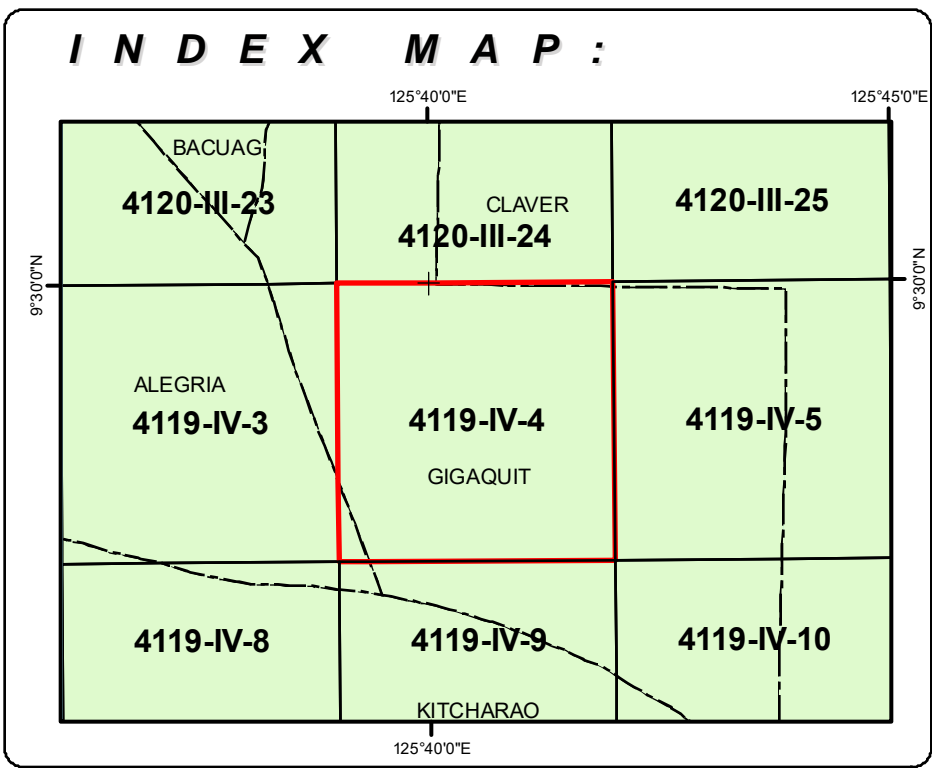 INDEX MAP:
125°40'0"E
125°45'0"E
BACUAG
4120-III-23
CLAVER
4120-III-24
4120-III-25
9°30'0"N
9°30'0"N
ALEGRIA
4119-IV-3
4119-IV-4
4119-IV-5
GIGAQUIT
4119-IV-8
4119-IV-9
4119-IV-10
KITCHARAO
125°40'0"E